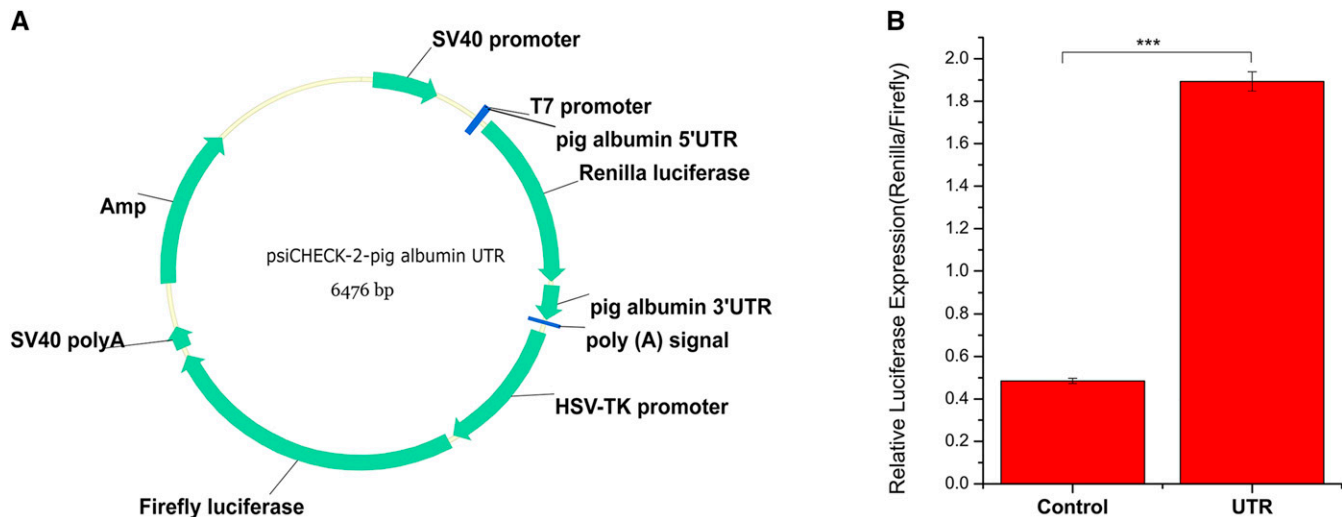 A
SV40 promoter
T7 promoter
pig albumin 5'UTR
Renilla luciferase
Amp
psiCHECK-2-pig albumin UTR
6476 bp
pig albumin 3'UTR
poly (A) signal
SV40 polyA
HSV-TK promoter
Firefly luciferase
B
Relative Luciferase Expression(Renilla/Firefly)
2.0
1.8
1.6
1.4
1.2
1.0
0.8
0.6
0.4
0.2
0.0
***
Control
UTR